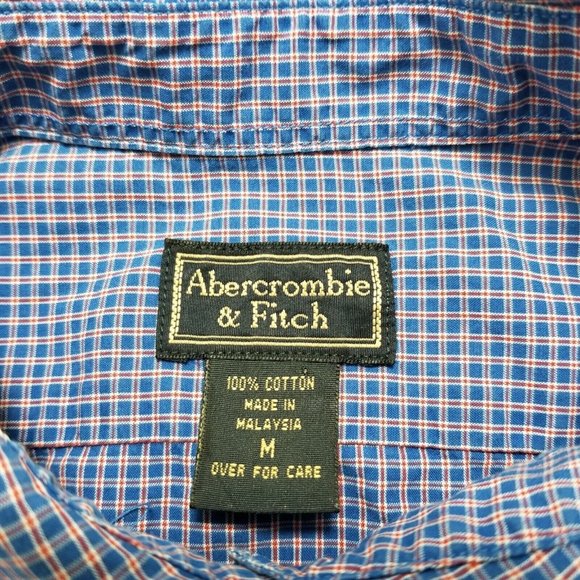 Abercrombie
& Fitch
100% COTTON
MADE IN
MALAYSIA
M
OVER FOR CARE